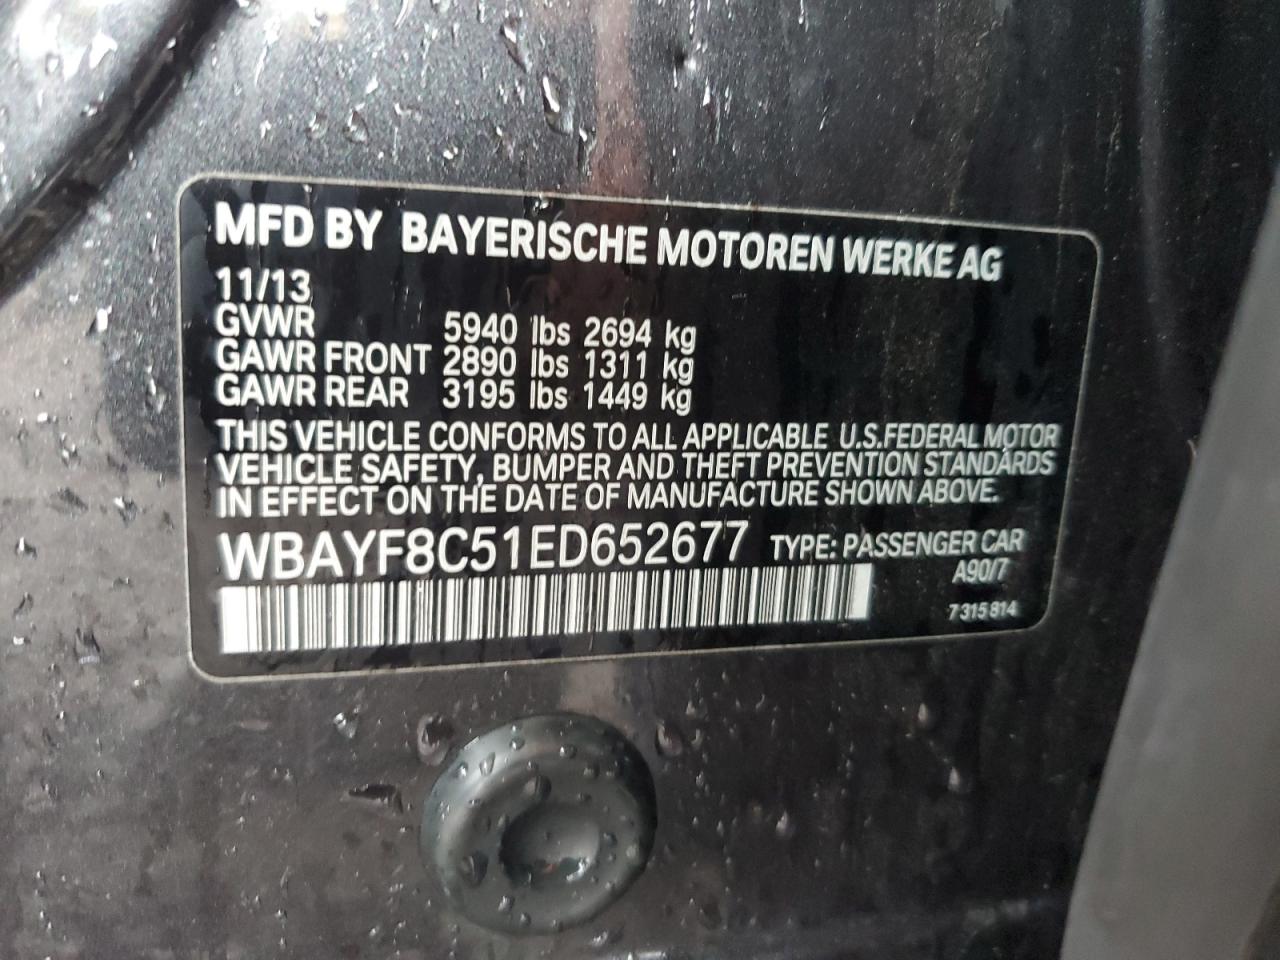 MFD BY BAYERISCHE MOTOREN WERKE AG
11/13
GVWR 5940 lbs 2694 kg
GAWR FRONT 2890 lbs 1311 kg
GAWR REAR 3195 lbs 1449 kg
THIS VEHICLE CONFORMS TO ALL APPLICABLE U.S.FEDERAL MOTOR
VEHICLE SAFETY, BUMPER AND THEFT PREVENTION STANDARDS
IN EFFECT ON THE DATE OF MANUFACTURE SHOWN ABOVE.
WBAYF8C51ED652677 TYPE: PASSENGER CAR
A90/7
7 315 814